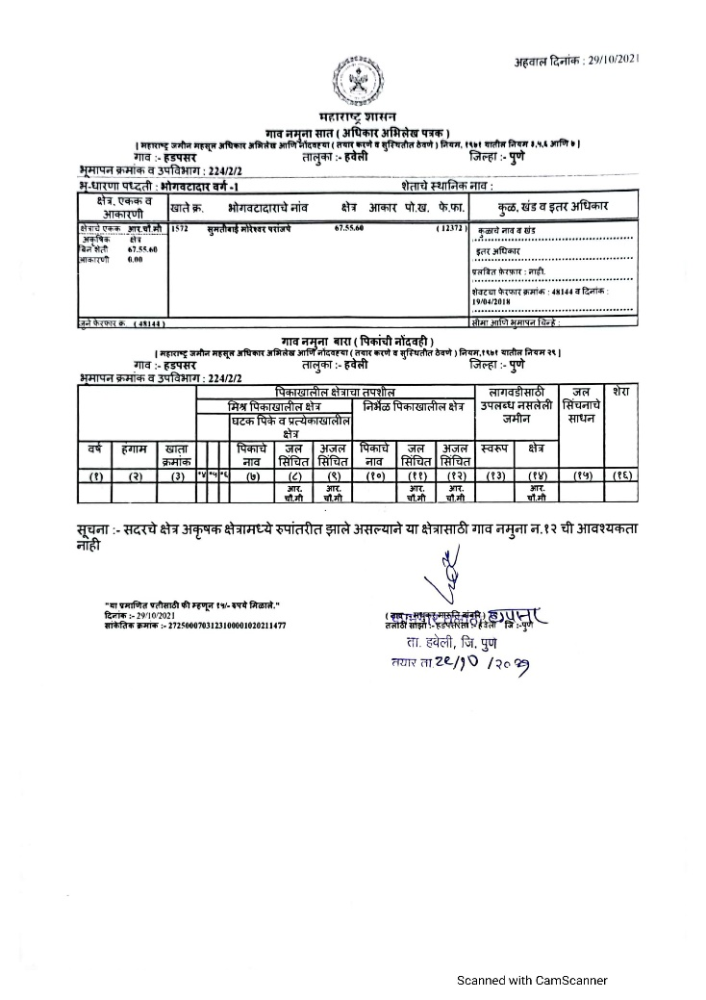 अहवाल दिनांक : 29/10/2021
महाराष्ट्र शासन
गाव नमुना सात ( अधिकार अभिलेख पत्रक )
[ महाराष्ट्र जमीन महसूल अधिकार अभिलेख आणि नोंदवह्या ( तयार करणे व सुस्थितीत ठेवणे ) नियम, १९७१ यातील नियम ३,५,६ आणि ७ ]
गाव :- हडपसर तालुका :- हवेली जिल्हा :- पुणे
भूमापन क्रमांक व उपविभाग : 224/2/2
भू-धारणा पध्दती : भोगवटादार वर्ग -1 शेताचे स्थानिक नाव :
क्षेत्र, एकक व आकारणी खाते क्र. भोगवटादाराचे नांव क्षेत्र आकार पो.ख. फे.फा. कुळ, खंड व इतर अधिकार
क्षेत्राचे एकक आर.चौ.मी 1572 सुमतीबाई मोरेश्वर परांजपे 67.55.60 ( 12372 ) कुळाचे नाव व खंड
अकृषिक क्षेत्र
बिन शेती 67.55.60 इतर अधिकार
आकारणी 0.00
प्रलंबित फेरफार : नाही.
शेवटचा फेरफार क्रमांक : 48144 व दिनांक : 19/04/2018
जुने फेरफार क्र. ( 48144 ) सीमा आणि भुमापन चिन्हे :
गाव नमुना बारा ( पिकांची नोंदवही )
[ महाराष्ट्र जमीन महसूल अधिकार अभिलेख आणि नोंदवह्या ( तयार करणे व सुस्थितीत ठेवणे ) नियम,१९७१ यातील नियम २९ ]
गाव :- हडपसर तालुका :- हवेली जिल्हा :- पुणे
भूमापन क्रमांक व उपविभाग : 224/2/2
पिकाखालील क्षेत्राचा तपशील लागवडीसाठी उपलब्ध नसलेली जमीन जल सिंचनाचे साधन शेरा
मिश्र पिकाखालील क्षेत्र निर्भेळ पिकाखालील क्षेत्र
घटक पिके व प्रत्येकाखालील क्षेत्र
वर्ष हंगाम खाता क्रमांक पिकाचे नाव जल सिंचित अजल सिंचित पिकाचे नाव जल सिंचित अजल सिंचित स्वरूप क्षेत्र
(१) (२) (३) *४ *५ *६ (७) (८) (९) (१०) (११) (१२) (१३) (१४) (१५) (१६)
आर. चौ.मी आर. चौ.मी आर. चौ.मी आर. चौ.मी आर. चौ.मी
सूचना :- सदरचे क्षेत्र अकृषक क्षेत्रामध्ये रुपांतरीत झाले असल्याने या क्षेत्रासाठी गाव नमुना न.१२ ची आवश्यकता
नाही
"या प्रमाणित प्रतीसाठी फी म्हणून १५/- रुपये मिळाले."
दिनांक :- 29/10/2021
सांकेतिक क्रमांक :- 272500070312310001020211477
तलाठी साझा :- हडपसर ता :- हवेली जि :-पुणे
ता. हवेली, जि. पुणे
तयार ता. २९/१० /२०२१
Scanned with CamScanner